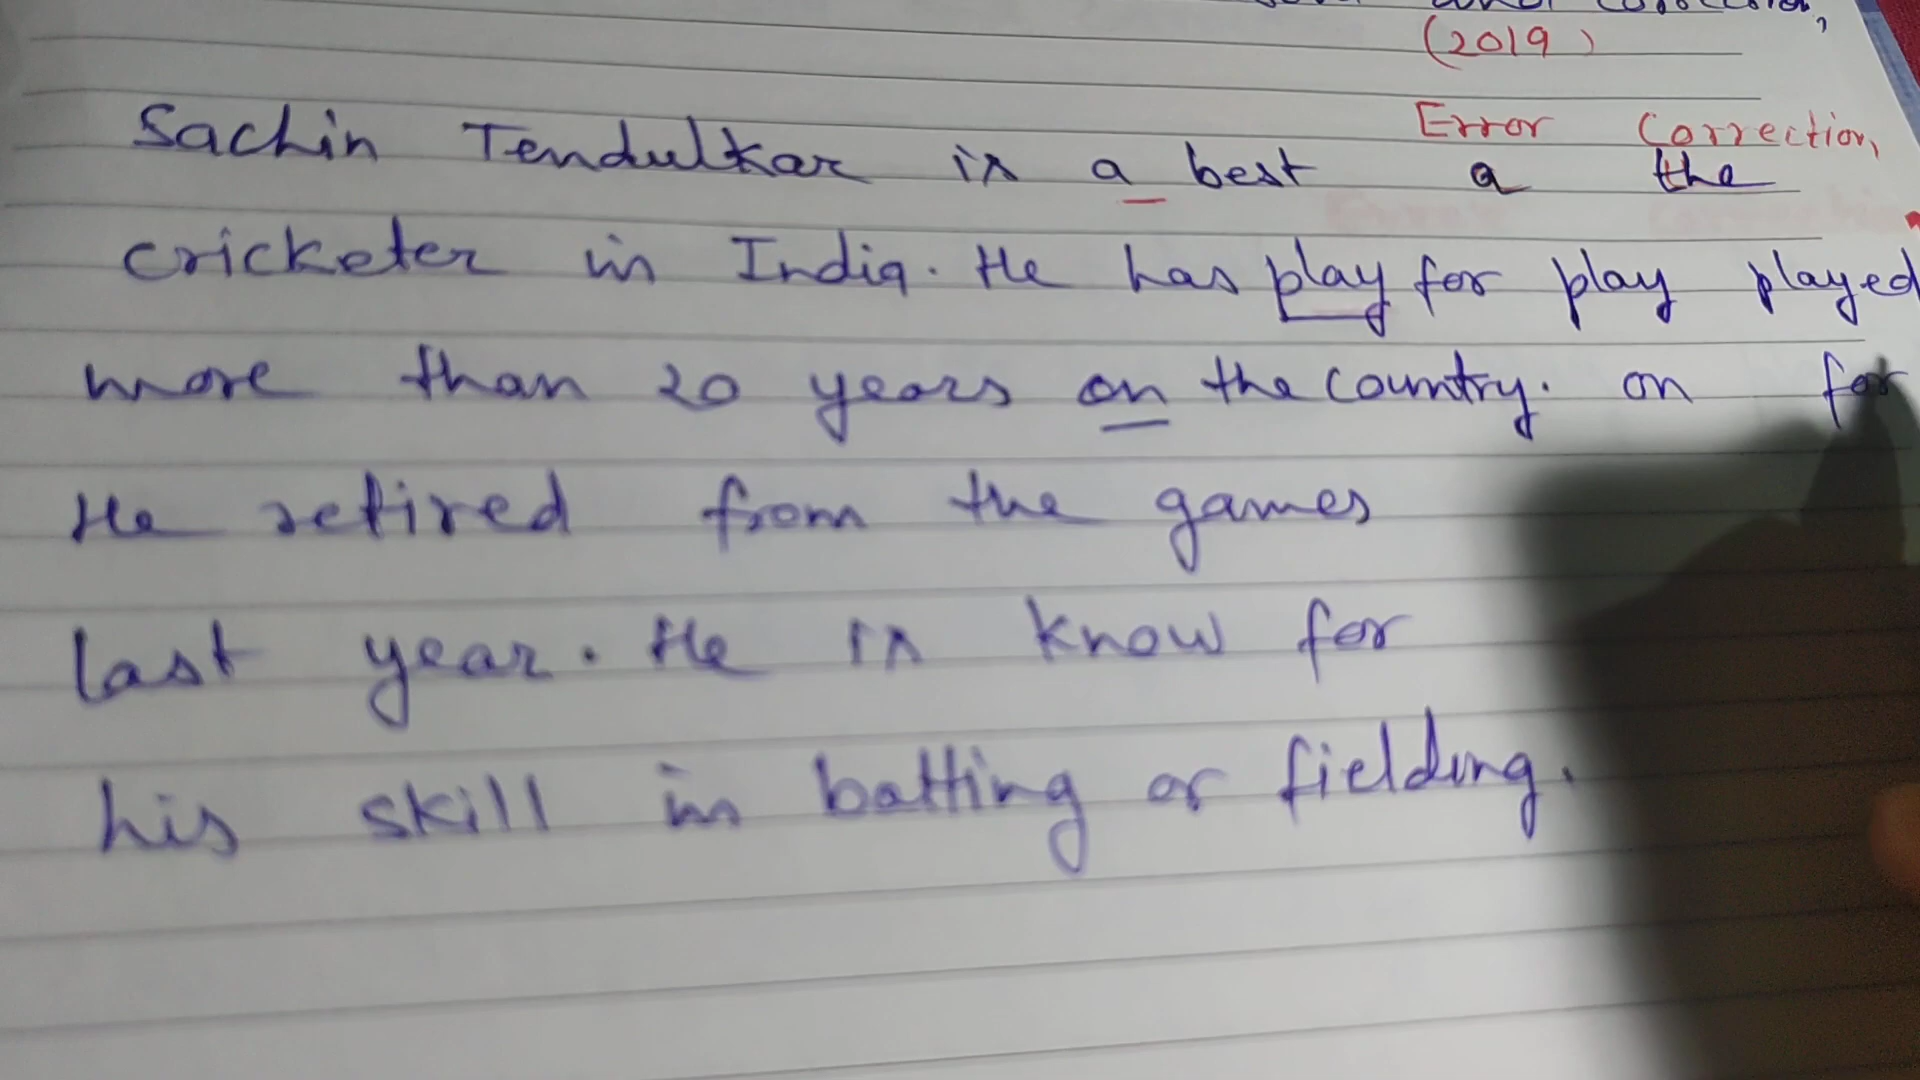 (2019)
Error Correction,
Sachin Tendulkar is a best a the
cricketer in India. He has play for play played
more than 20 years on the country. on for
He retired from the games
last year. He is know for
his skill in batting or fielding.